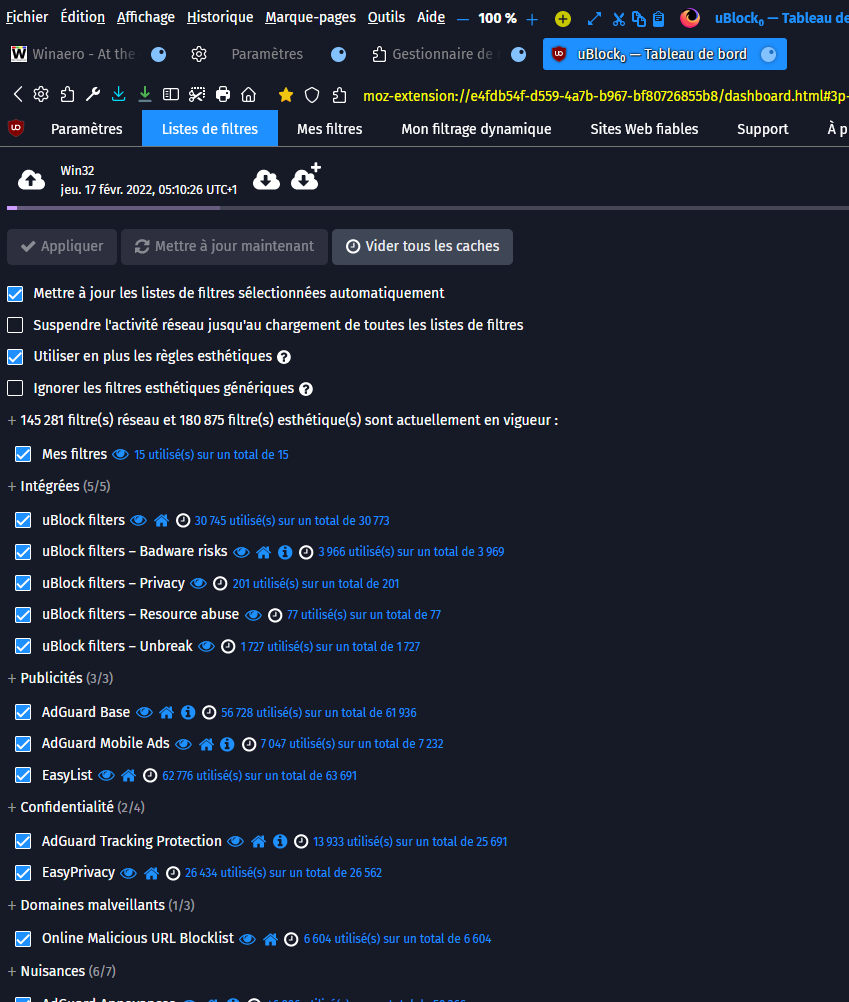 Fichier Édition Affichage Historique Marque-pages Outils Aide — 100 % + uBlock₀ — Tableau de
Winaero - At the Paramètres Gestionnaire de uBlock₀ — Tableau de bord
moz-extension://e4fdb54f-d559-4a7b-b967-bf80726855b8/dashboard.html#3p-
Paramètres Listes de filtres Mes filtres Mon filtrage dynamique Sites Web fiables Support À p
Win32
jeu. 17 févr. 2022, 05:10:26 UTC+1
Appliquer Mettre à jour maintenant Vider tous les caches
Mettre à jour les listes de filtres sélectionnées automatiquement
Suspendre l'activité réseau jusqu'au chargement de toutes les listes de filtres
Utiliser en plus les règles esthétiques ?
Ignorer les filtres esthétiques génériques ?
+ 145 281 filtre(s) réseau et 180 875 filtre(s) esthétique(s) sont actuellement en vigueur :
Mes filtres 15 utilisé(s) sur un total de 15
+ Intégrées (5/5)
uBlock filters 30 745 utilisé(s) sur un total de 30 773
uBlock filters – Badware risks 3 966 utilisé(s) sur un total de 3 969
uBlock filters – Privacy 201 utilisé(s) sur un total de 201
uBlock filters – Resource abuse 77 utilisé(s) sur un total de 77
uBlock filters – Unbreak 1 727 utilisé(s) sur un total de 1 727
+ Publicités (3/3)
AdGuard Base 56 728 utilisé(s) sur un total de 61 936
AdGuard Mobile Ads 7 047 utilisé(s) sur un total de 7 232
EasyList 62 776 utilisé(s) sur un total de 63 691
+ Confidentialité (2/4)
AdGuard Tracking Protection 13 933 utilisé(s) sur un total de 25 691
EasyPrivacy 26 434 utilisé(s) sur un total de 26 562
+ Domaines malveillants (1/3)
Online Malicious URL Blocklist 6 604 utilisé(s) sur un total de 6 604
+ Nuisances (6/7)